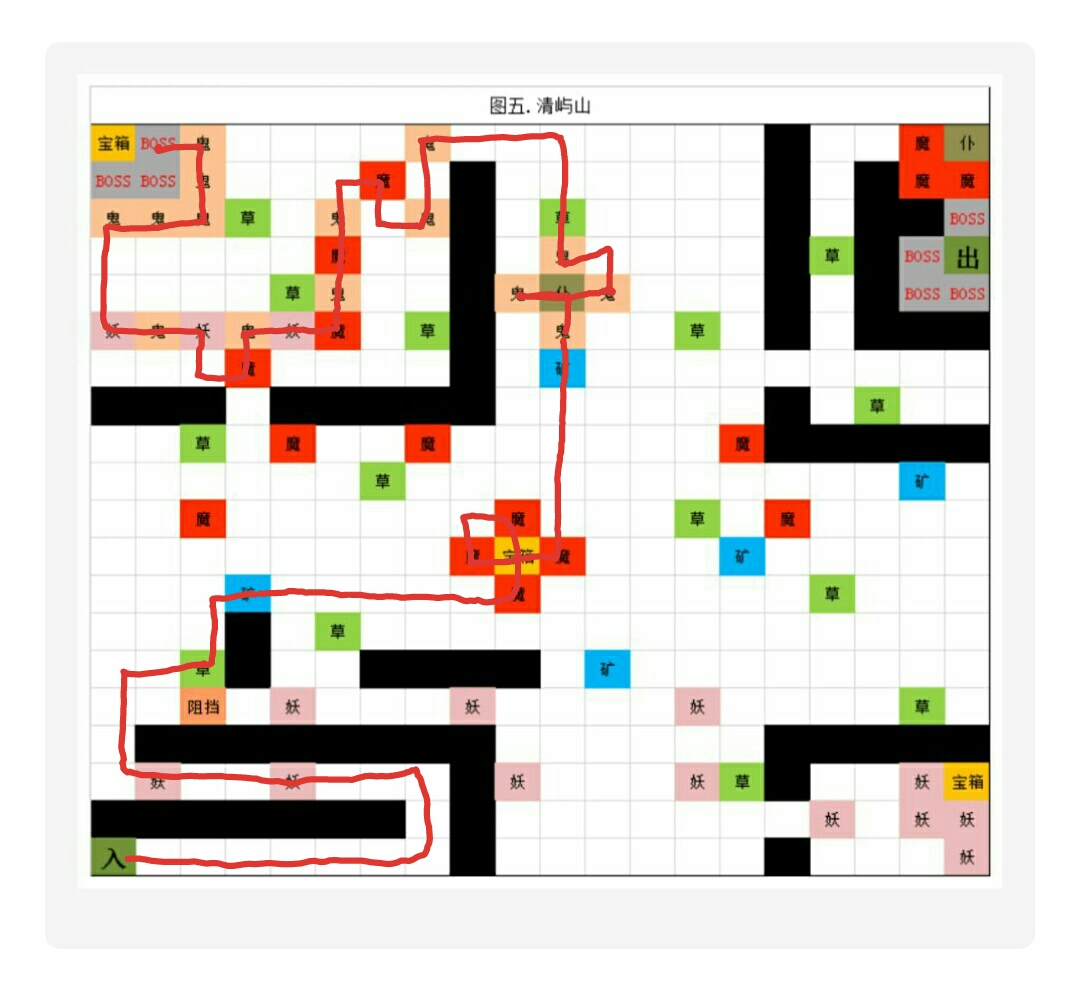 图五.清屿山
宝箱 BOSS 鬼 鬼 魔 仆
BOSS BOSS 鬼 魔 魔 魔
鬼 鬼 鬼 草 鬼 鬼 草 BOSS
魔 鬼 草 BOSS 出
草 鬼 鬼 仆 鬼 BOSS BOSS
妖 鬼 妖 鬼 妖 魔 草 鬼 草
魔 矿
草
草 魔 魔 魔
草 矿
魔 魔 草 魔
魔 宝箱 魔 矿
矿 魔 草
草
草 矿
阻挡 妖 妖 妖 草
妖 妖 妖 妖 草 妖 宝箱
妖 妖 妖
入 妖